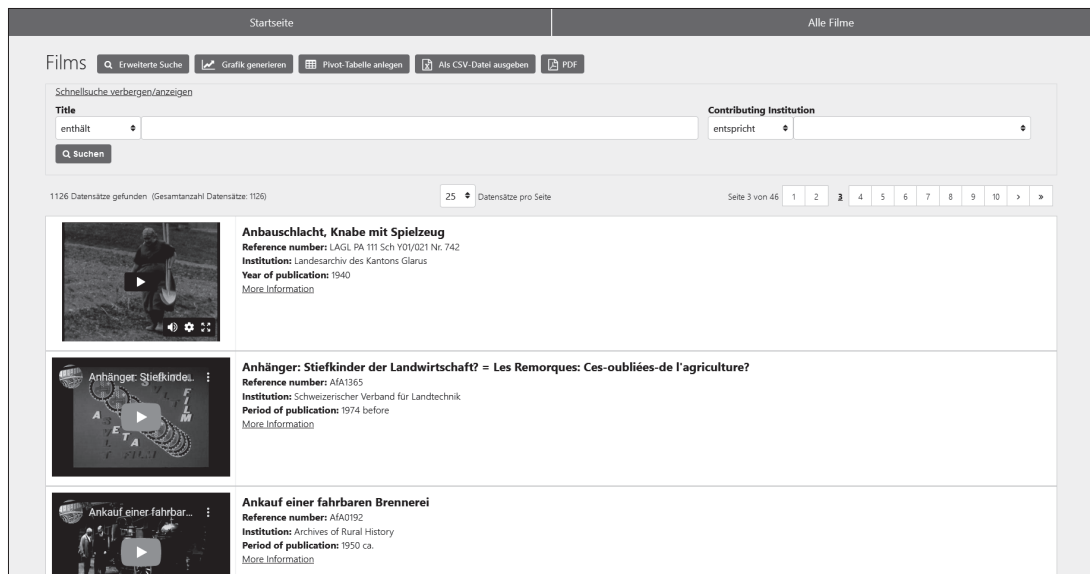 Startseite
Alle Filme
Films
Erweiterte Suche
Grafik generieren
Pivot-Tabelle anlegen
Als CSV-Datei ausgeben
PDF
Schnellsuche verbergen/anzeigen
Title
Contributing Institution
enthält
entspricht
Suchen
1126 Datensätze gefunden (Gesamtanzahl Datensätze: 1126)
25 Datensätze pro Seite
Seite 3 von 46 1 2 3 4 5 6 7 8 9 10 > »
Anbauschlacht, Knabe mit Spielzeug
Reference number: LAGL PA 111 Sch Y01/021 Nr. 742
Institution: Landesarchiv des Kantons Glarus
Year of publication: 1940
More Information
Anhänger: Stiefkinde...
Anhänger: Stiefkinder der Landwirtschaft? = Les Remorques: Ces-oubliées-de l'agriculture?
Reference number: AfA1365
Institution: Schweizerischer Verband für Landtechnik
Period of publication: 1974 before
More Information
Ankauf einer fahrbar...
Ankauf einer fahrbaren Brennerei
Reference number: AfA0192
Institution: Archives of Rural History
Period of publication: 1950 ca.
More Information